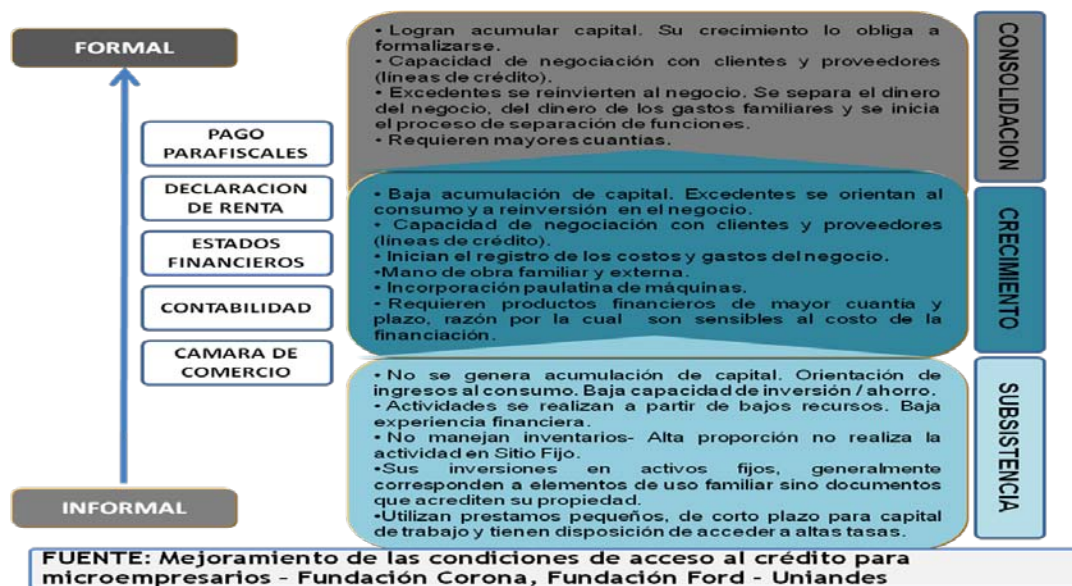 FORMAL
PAGO
PARAFISCALES
DECLARACION
DE RENTA
ESTADOS
FINANCIEROS
CONTABILIDAD
CAMARA DE
COMERCIO
INFORMAL
• Logran acumular capital. Su crecimiento lo obliga a
formalizarse.
• Capacidad de negociación con clientes y proveedores
(líneas de crédito).
• Excedentes se reinvierten al negocio. Se separa el dinero
del negocio, del dinero de los gastos familiares y se inicia
el proceso de separación de funciones.
• Requieren mayores cuantías.
CONSOLIDACION
• Baja acumulación de capital. Excedentes se orientan al
consumo y a reinversión en el negocio.
• Capacidad de negociación con clientes y proveedores
(líneas de crédito).
• Inician el registro de los costos y gastos del negocio.
•Mano de obra familiar y externa.
• Incorporación paulatina de máquinas.
• Requieren productos financieros de mayor cuantía y
plazo, razón por la cual son sensibles al costo de la
financiación.
CRECIMIENTO
• No se genera acumulación de capital. Orientación de
ingresos al consumo. Baja capacidad de inversión / ahorro.
• Actividades se realizan a partir de bajos recursos. Baja
experiencia financiera.
• No manejan inventarios- Alta proporción no realiza la
actividad en Sitio Fijo.
•Sus inversiones en activos fijos, generalmente
corresponden a elementos de uso familiar sino documentos
que acrediten su propiedad.
•Utilizan prestamos pequeños, de corto plazo para capital
de trabajo y tienen disposición de acceder a altas tasas.
SUBSISTENCIA
FUENTE: Mejoramiento de las condiciones de acceso al crédito para
microempresarios - Fundación Corona, Fundación Ford - Uniandes